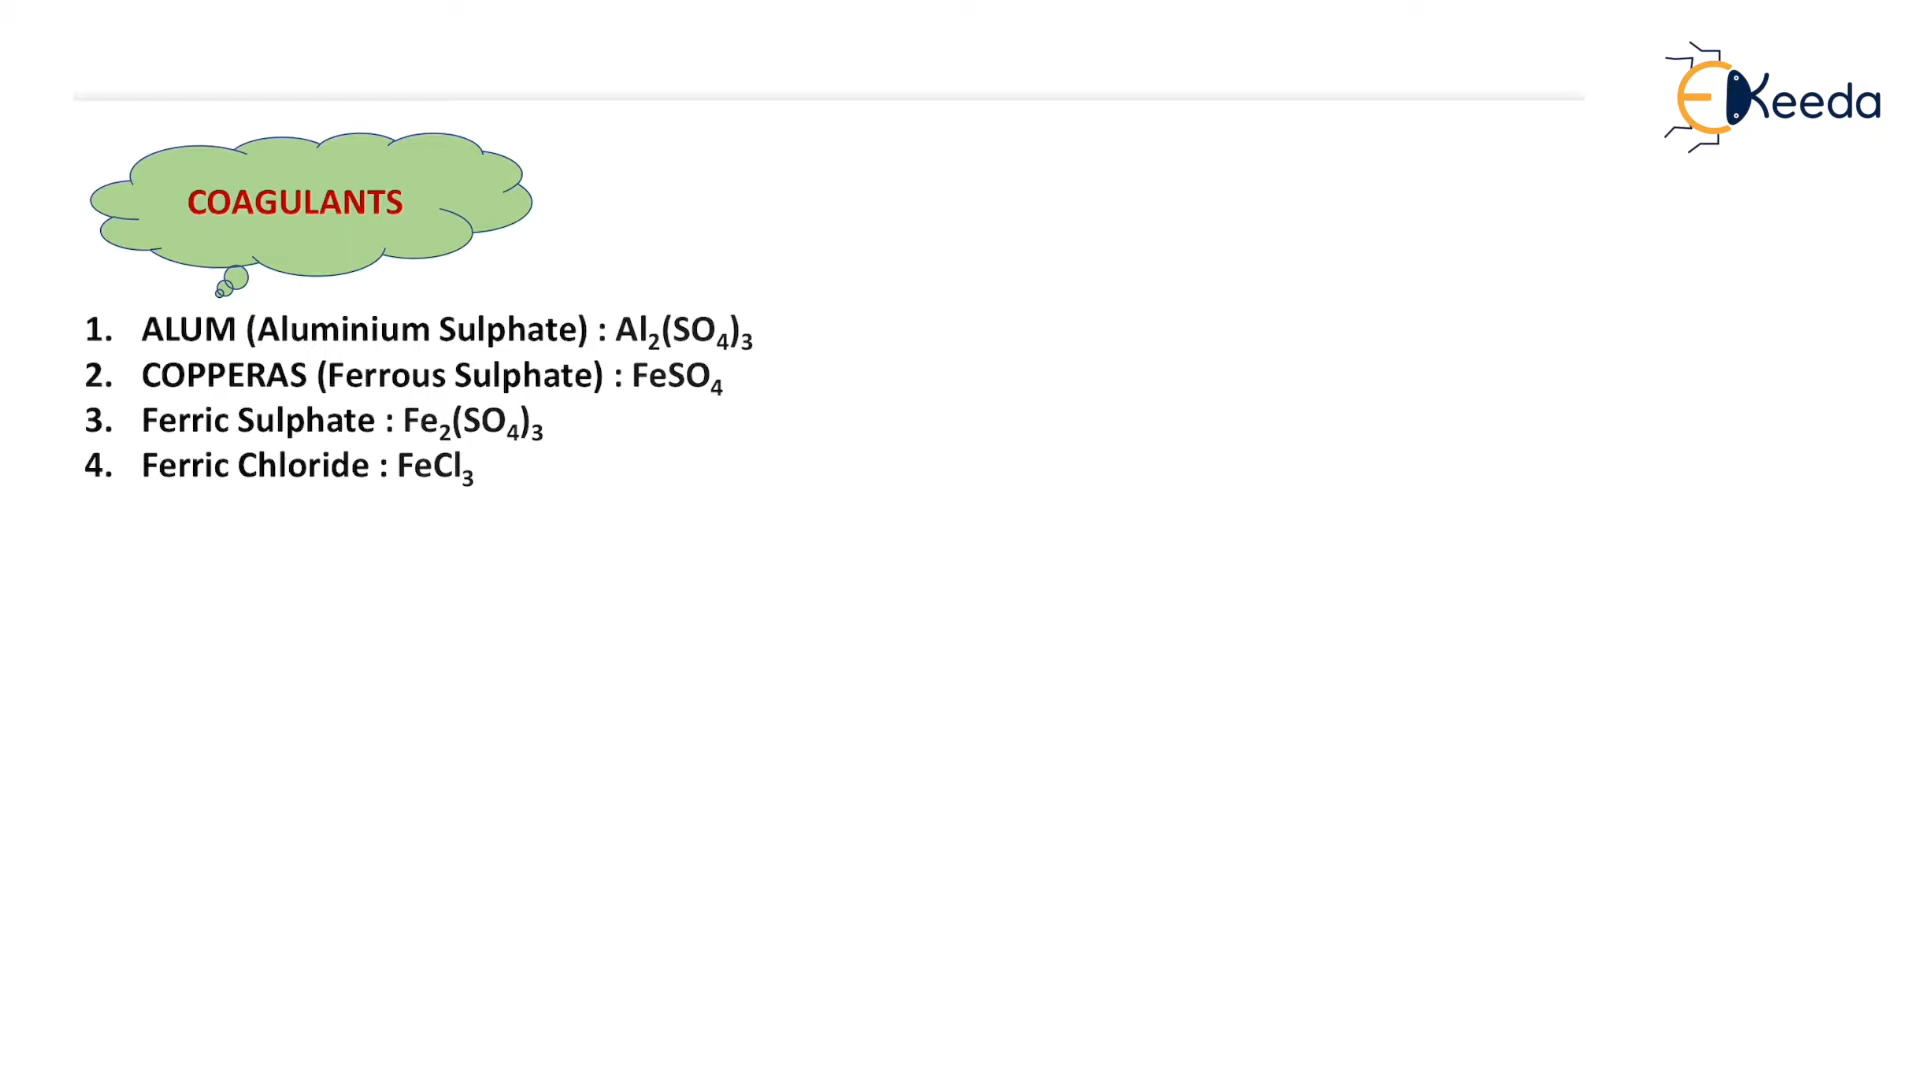 EKeeda
COAGULANTS
1. ALUM (Aluminium Sulphate) : Al₂(SO₄)₃
2. COPPERAS (Ferrous Sulphate) : FeSO₄
3. Ferric Sulphate : Fe₂(SO₄)₃
4. Ferric Chloride : FeCl₃